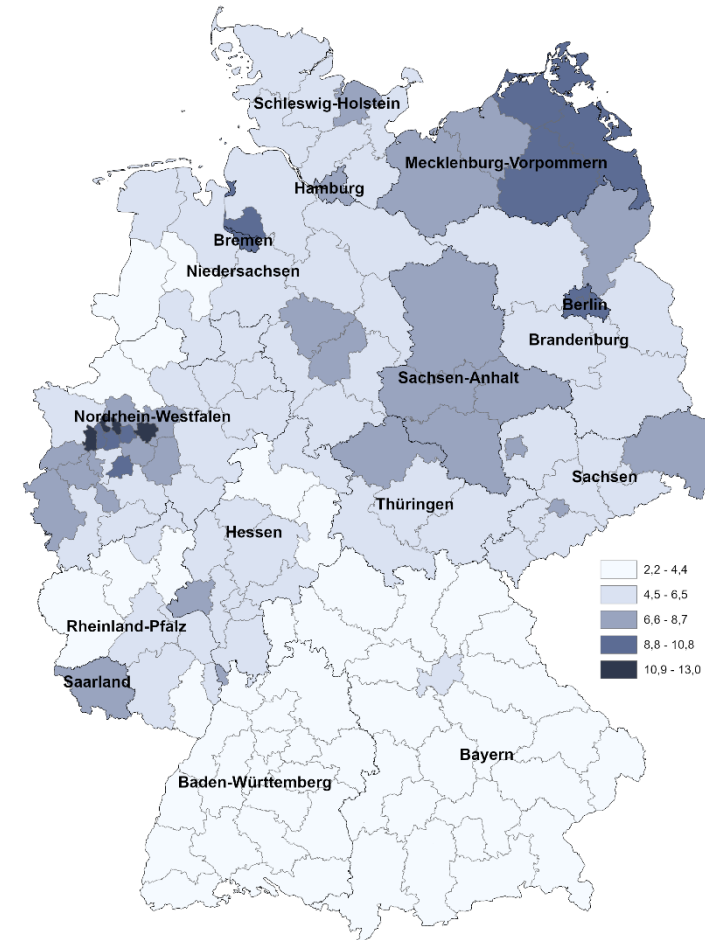 Schleswig-Holstein
Mecklenburg-Vorpommern
Hamburg
Bremen
Niedersachsen
Berlin
Brandenburg
Sachsen-Anhalt
Nordrhein-Westfalen
Sachsen
Thüringen
Hessen
2,2 - 4,4
4,5 - 6,5
6,6 - 8,7
8,8 - 10,8
10,9 - 13,0
Rheinland-Pfalz
Saarland
Bayern
Baden-Württemberg